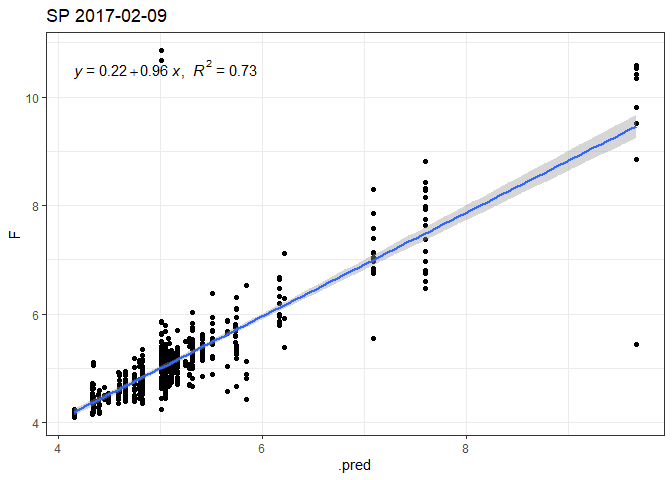 SP 2017-02-09
y = 0.22 + 0.96 x, R² = 0.73
10
8
6
4
F
4 6 8
.pred